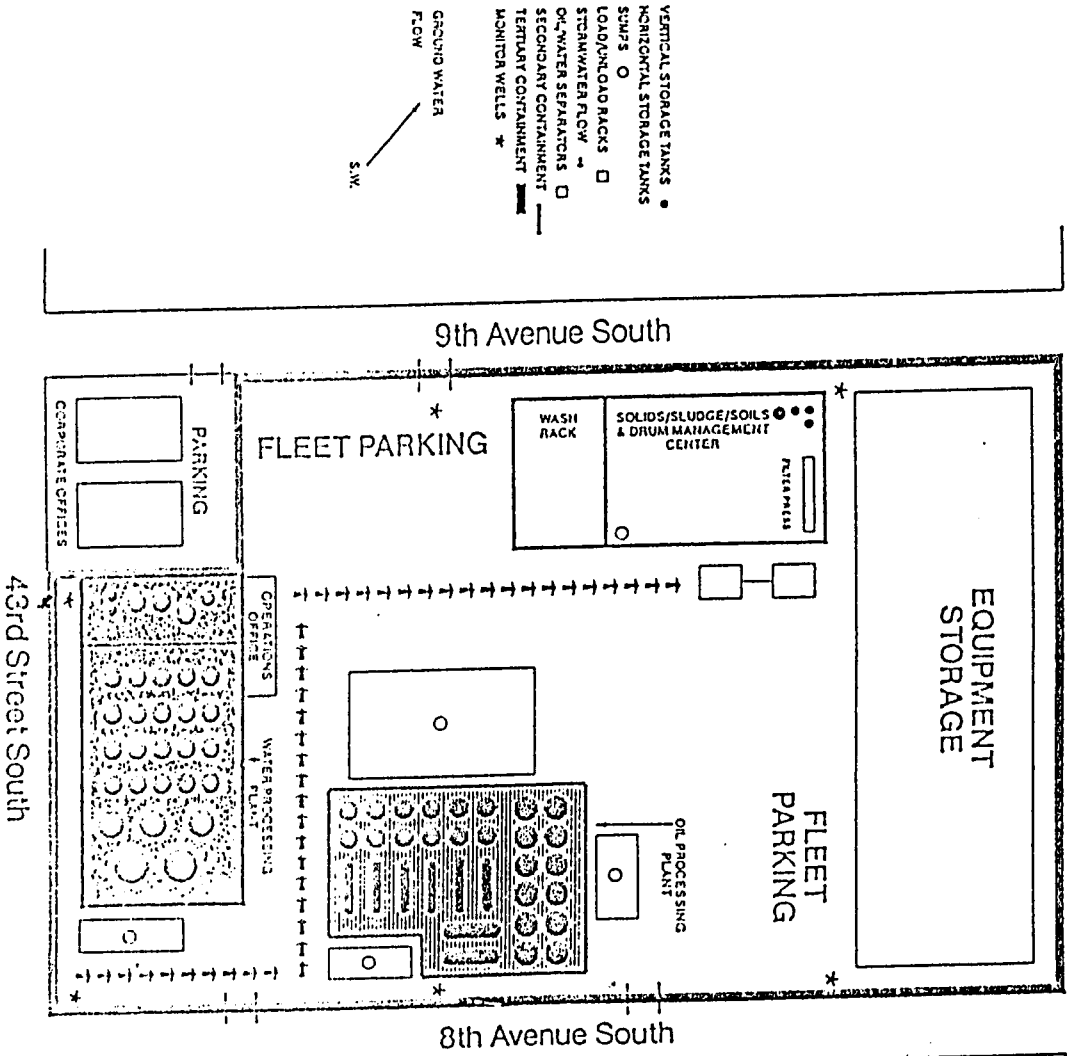 VERTICAL STORAGE TANKS
HORIZONTAL STORAGE TANKS
SUMPS
LOAD/UNLOAD RACKS
STORMWATER FLOW
OIL/WATER SEPARATORS
SECONDARY CONTAINMENT
TERTIARY CONTAINMENT
MONITOR WELLS *
GROUND WATER
FLOW
S.W.
9th Avenue South
CORPORATE OFFICES
PARKING
FLEET PARKING
WASH
RACK
SOLIDS/SLUDGE/SOILS
& DRUM MANAGEMENT
CENTER
FILTER PRESS
EQUIPMENT
STORAGE
OPERATIONS
OFFICE
WATER PROCESSING
PLANT
OIL PROCESSING
PLANT
FLEET
PARKING
43rd Street South
8th Avenue South